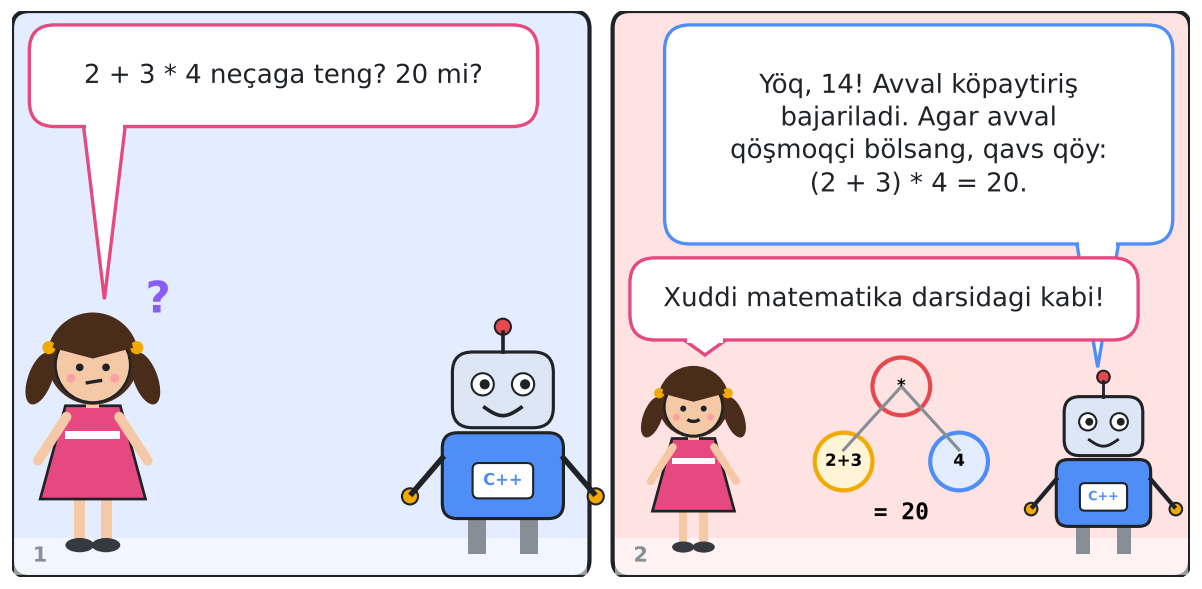 2 + 3 * 4 neçaga teng? 20 mi?
?
C++
1
Yöq, 14! Avval köpaytiriş
bajariladi. Agar avval
qöşmoqçi bölsang, qavs qöy:
(2 + 3) * 4 = 20.
Xuddi matematika darsidagi kabi!
*
2+3
4
= 20
C++
2